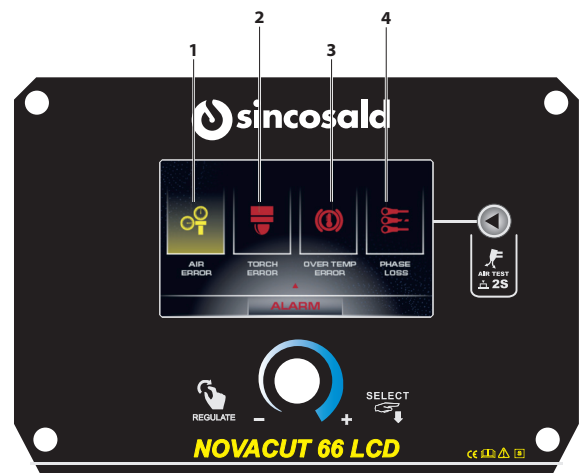 1 2 3 4
sincosald
AIR ERROR
TORCH ERROR
OVER TEMP ERROR
PHASE LOSS
ALARM
AIR TEST
2S
REGULATE
- +
SELECT
NOVACUT 66 LCD
CE